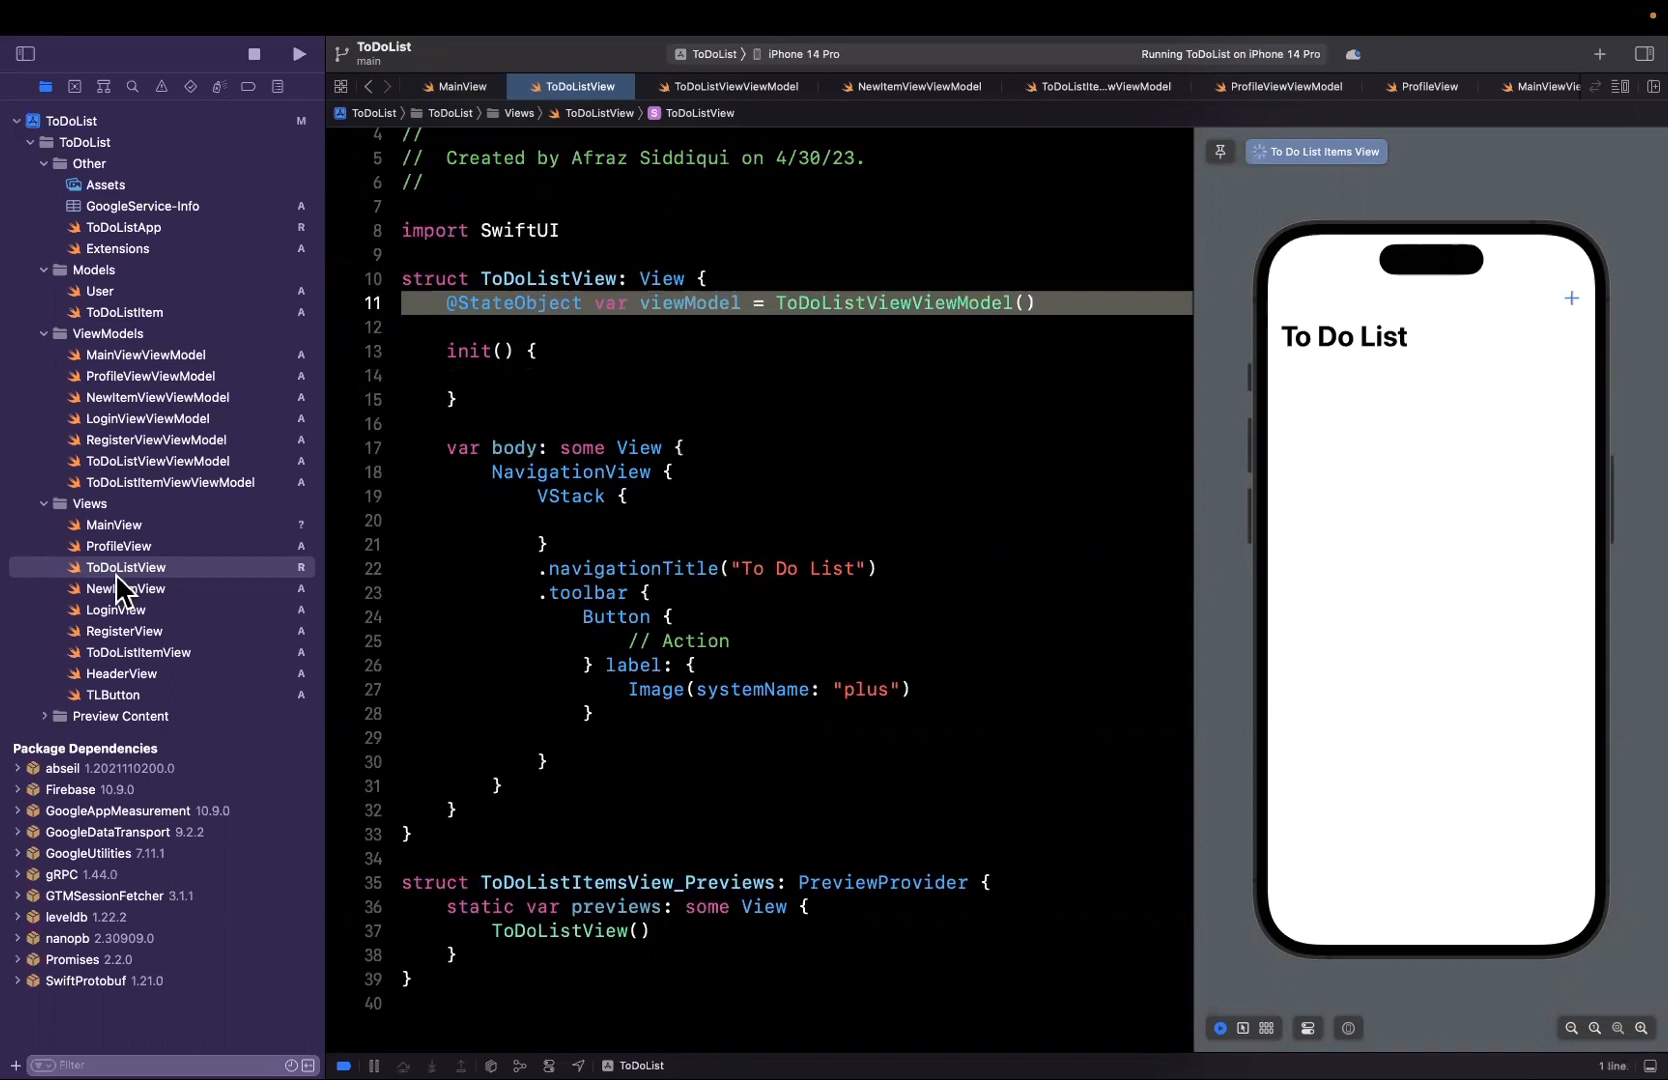 ToDoList
main
ToDoList 〉 iPhone 14 Pro
Running ToDoList on iPhone 14 Pro
MainView
ToDoListView
ToDoListViewViewModel
NewItemViewViewModel
ToDoListIte...wViewModel
ProfileViewViewModel
ProfileView
MainViewVie
ToDoList 〉 ToDoList 〉 Views 〉 ToDoListView 〉 S ToDoListView
ToDoList M
ToDoList
Other
Assets
GoogleService-Info A
ToDoListApp R
Extensions A
Models
User A
ToDoListItem A
ViewModels
MainViewViewModel A
ProfileViewViewModel A
NewItemViewViewModel A
LoginViewViewModel A
RegisterViewViewModel A
ToDoListViewViewModel A
ToDoListItemViewViewModel A
Views
MainView ?
ProfileView A
ToDoListView R
NewItemView A
LoginView A
RegisterView A
ToDoListItemView A
HeaderView A
TLButton A
Preview Content
Package Dependencies
abseil 1.2021110200.0
Firebase 10.9.0
GoogleAppMeasurement 10.9.0
GoogleDataTransport 9.2.2
GoogleUtilities 7.11.1
gRPC 1.44.0
GTMSessionFetcher 3.1.1
leveldb 1.22.2
nanopb 2.30909.0
Promises 2.2.0
SwiftProtobuf 1.21.0
Filter
4 //
5 // Created by Afraz Siddiqui on 4/30/23.
6 //
7
8 import SwiftUI
9
10 struct ToDoListView: View {
11 @StateObject var viewModel = ToDoListViewViewModel()
12
13 init() {
14
15 }
16
17 var body: some View {
18 NavigationView {
19 VStack {
20
21 }
22 .navigationTitle("To Do List")
23 .toolbar {
24 Button {
25 // Action
26 } label: {
27 Image(systemName: "plus")
28 }
29
30 }
31 }
32 }
33 }
34
35 struct ToDoListItemsView_Previews: PreviewProvider {
36 static var previews: some View {
37 ToDoListView()
38 }
39 }
40
To Do List Items View
To Do List
ToDoList
1 line.